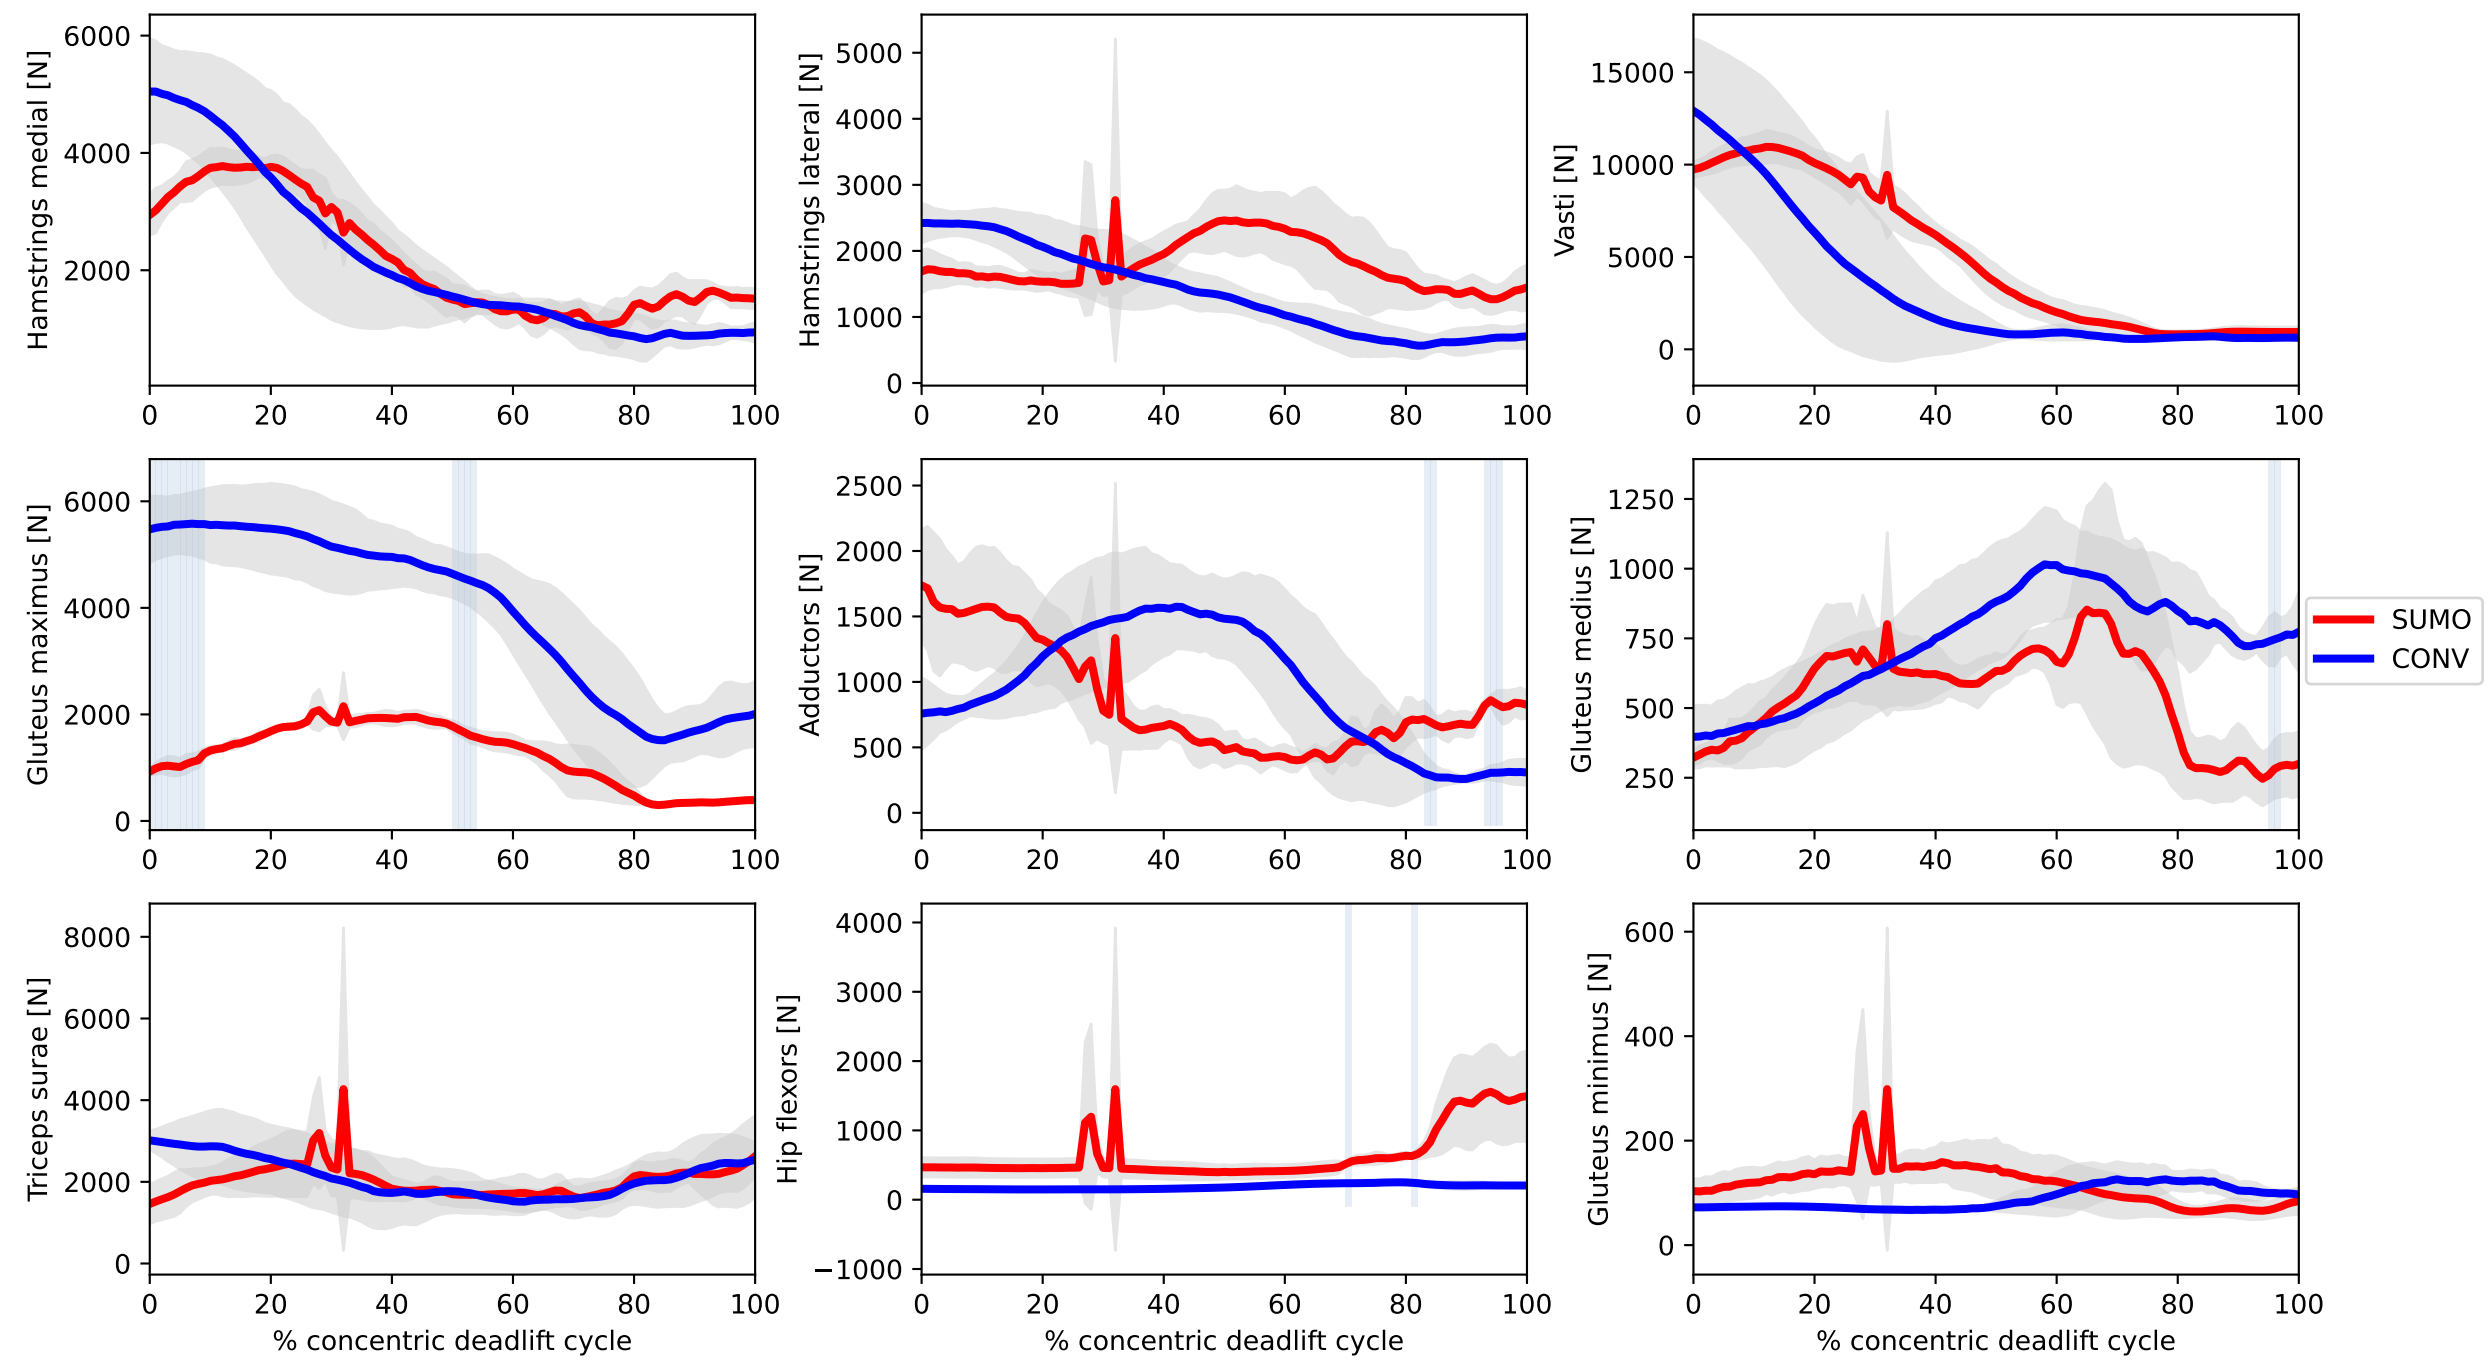 Hamstrings medial [N]
6000
4000
2000
0 20 40 60 80 100
Hamstrings lateral [N]
5000
4000
3000
2000
1000
0
0 20 40 60 80 100
Vasti [N]
15000
10000
5000
0
0 20 40 60 80 100
Gluteus maximus [N]
6000
4000
2000
0
0 20 40 60 80 100
Adductors [N]
2500
2000
1500
1000
500
0
0 20 40 60 80 100
Gluteus medius [N]
1250
1000
750
500
250
0 20 40 60 80 100
SUMO
CONV
Triceps surae [N]
8000
6000
4000
2000
0
0 20 40 60 80 100
% concentric deadlift cycle
Hip flexors [N]
4000
3000
2000
1000
0
−1000
0 20 40 60 80 100
% concentric deadlift cycle
Gluteus minimus [N]
600
400
200
0
0 20 40 60 80 100
% concentric deadlift cycle